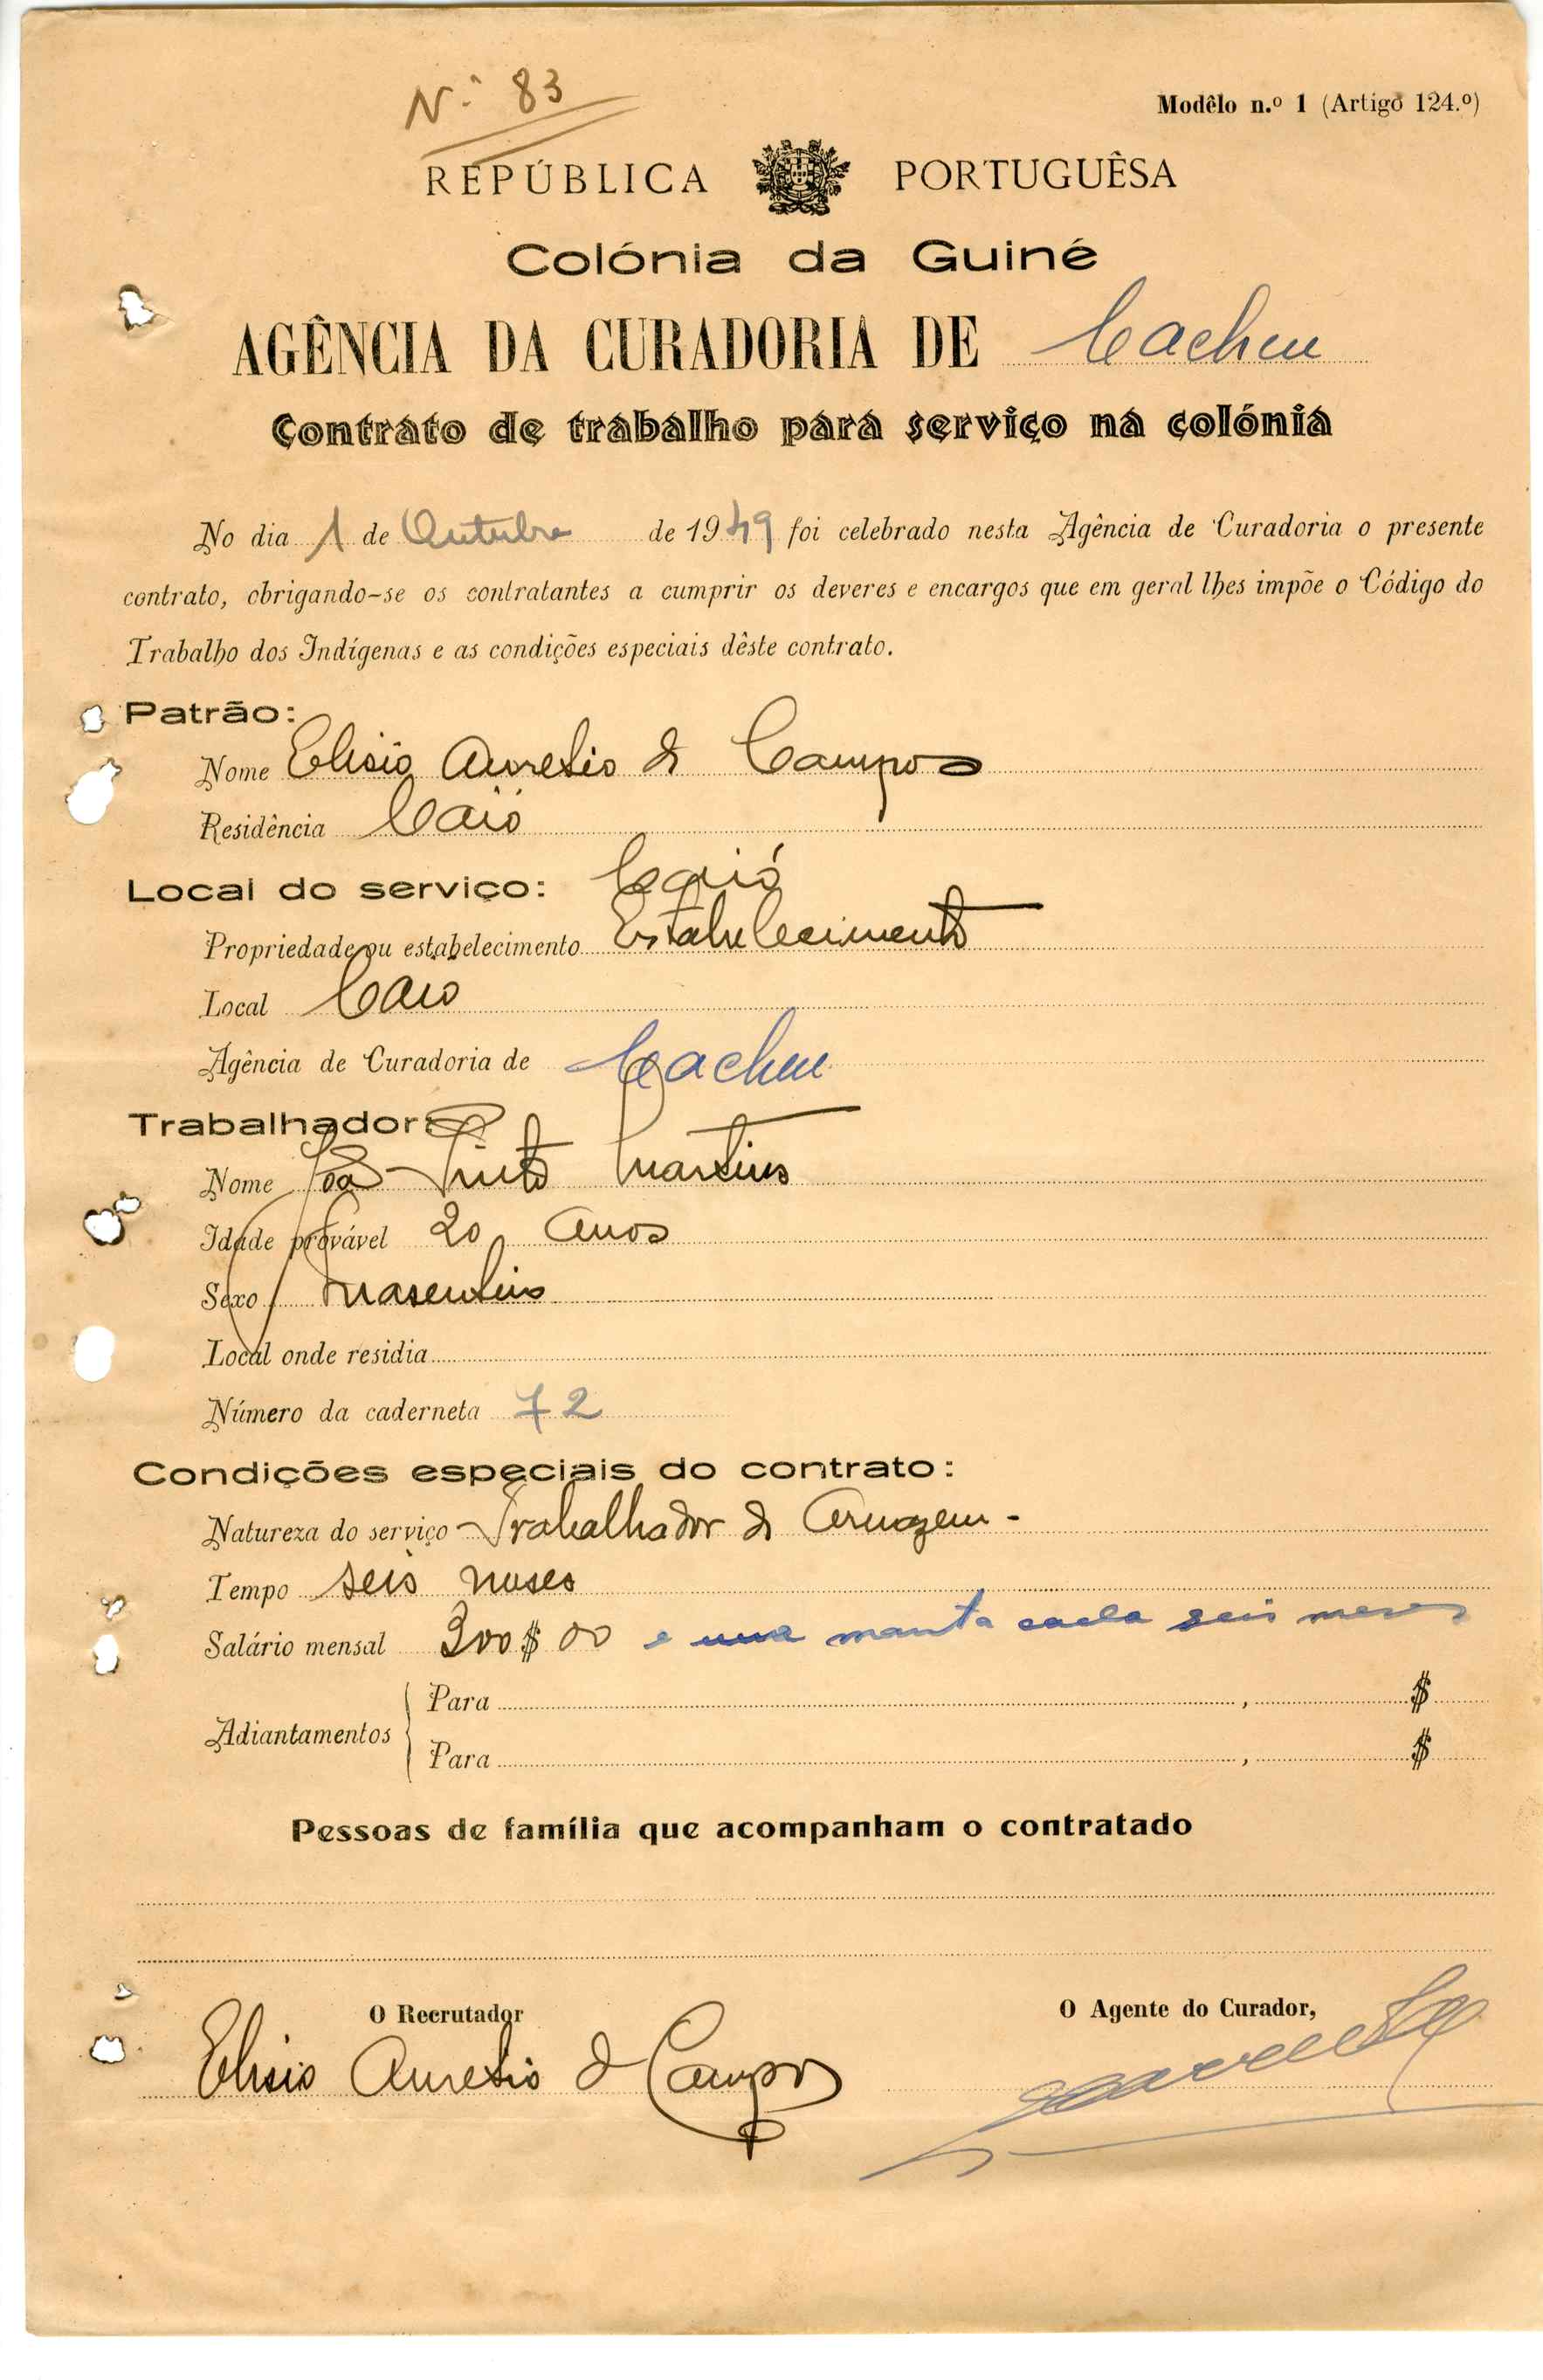 N.º 83
Modêlo n.º 1 (Artigo 124.º)
REPÚBLICA PORTUGUÊSA
Colónia da Guiné
AGÊNCIA DA CURADORIA DE Cacheu
Contrato de trabalho para serviço na colónia
No dia 1 de Outubro de 1949 foi celebrado nesta Agência de Curadoria o presente
contrato, obrigando-se os contratantes a cumprir os deveres e encargos que em geral lhes impõe o Código do
Trabalho dos Indígenas e as condições especiais dêste contrato.
Patrão:
Nome Elisio Aurelio de Campos
Residência Caió
Local do serviço: Caió
Propriedade ou estabelecimento Estabelecimento
Local Caio
Agência de Curadoria de Cacheu
Trabalhador:
Nome João Pinto Martins
Idade provável 20 anos
Sexo Masculino
Local onde residia
Número da caderneta 72
Condições especiais do contrato:
Natureza do serviço Trabalhador de Armazem -
Tempo seis meses
Salário mensal 300$00 e uma manta cada seis meses
Adiantamentos
Para , $
Para , $
Pessoas de família que acompanham o contratado
O Recrutador
O Agente do Curador,
Elisio Aurelio de Campos